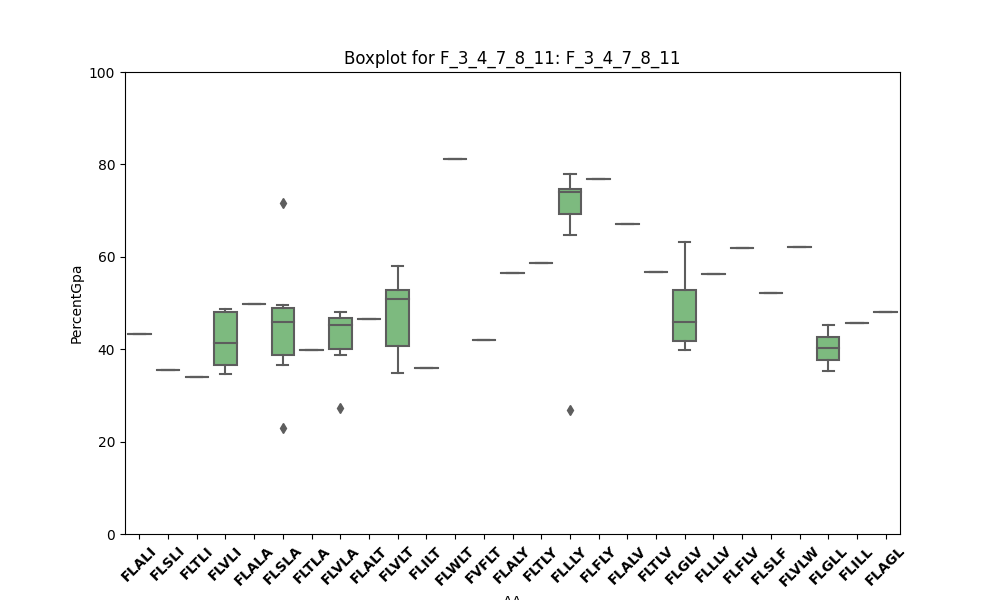 Boxplot for F_3_4_7_8_11: F_3_4_7_8_11
100
80
60
40
20
0
PercentGpa
FLALI FLSLI FLTLI FLVLI FLALA FLSLA FLTLA FLVLA FLALT FLVLT FLILT FLWLT FVFLT FLALY FLTLY FLLLY FLFLY FLALV FLTLV FLGLV FLLLV FLFLV FLSLF FLVLW FLGLL FLILL FLAGL
AA